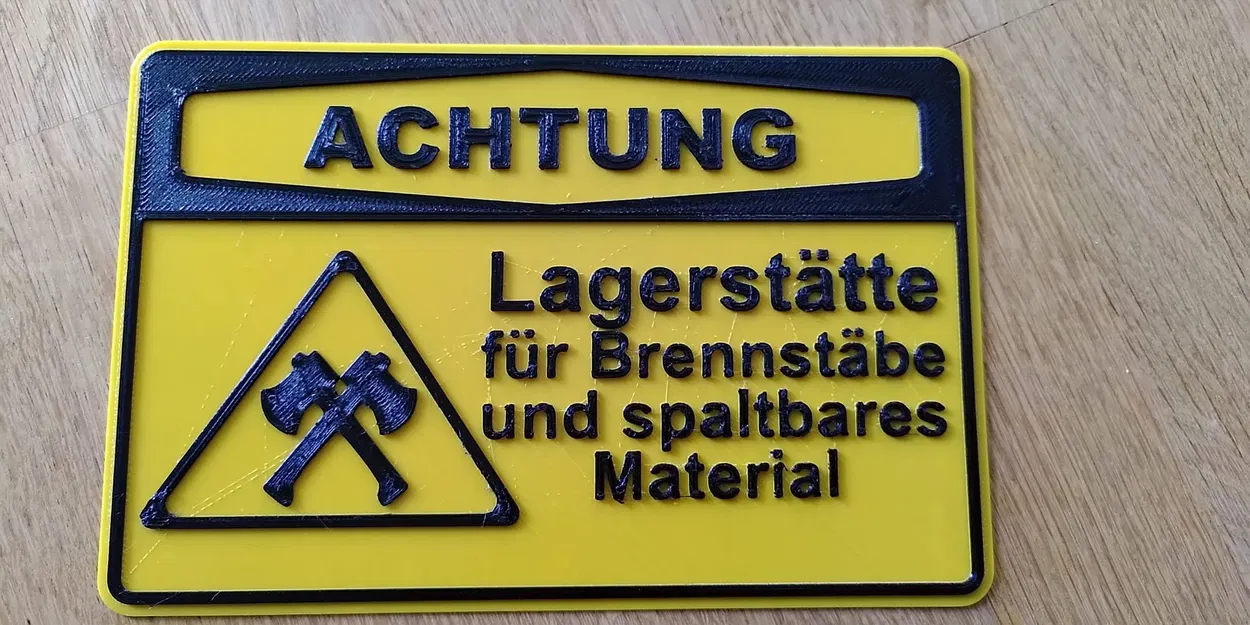 ACHTUNG
Lagerstätte
für Brennstäbe
und spaltbares
Material